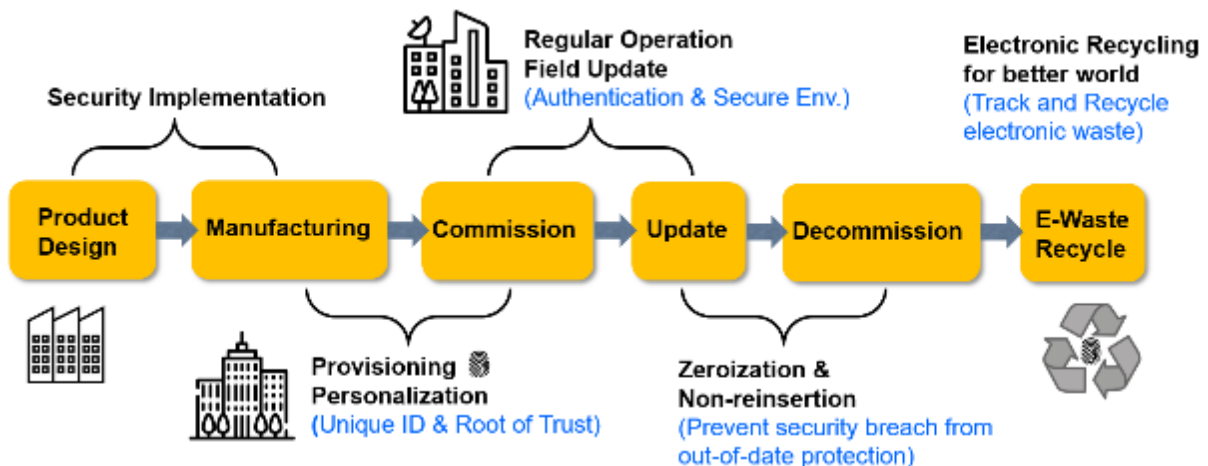 Regular Operation
Field Update
(Authentication & Secure Env.)
Electronic Recycling
for better world
(Track and Recycle
electronic waste)
Security Implementation
Product
Design
Manufacturing
Commission
Update
Decommission
E-Waste
Recycle
Provisioning
Personalization
(Unique ID & Root of Trust)
Zeroization &
Non-reinsertion
(Prevent security breach from
out-of-date protection)